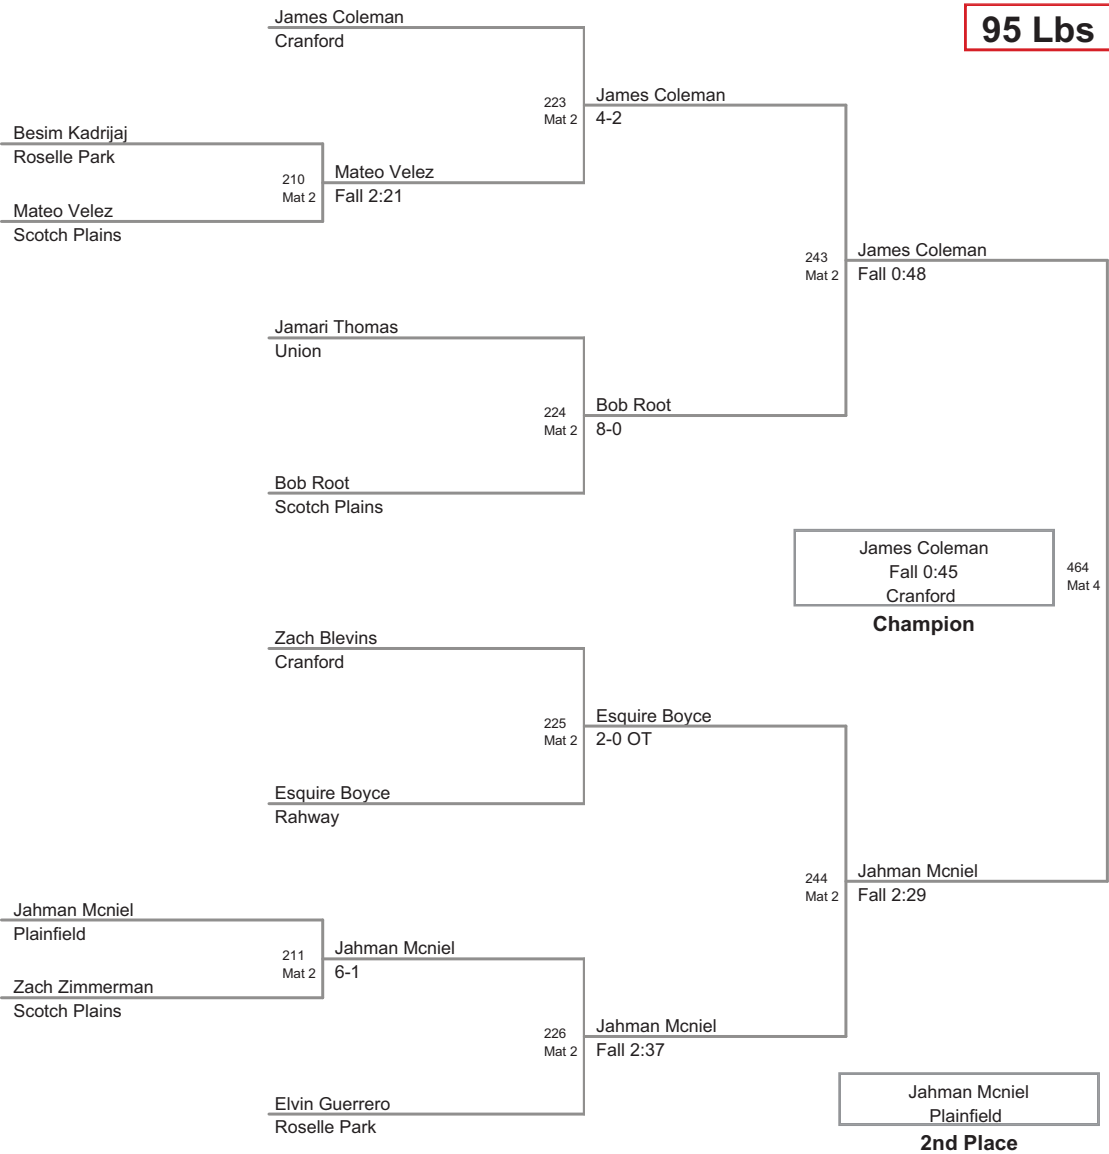 95 Lbs
James Coleman
Cranford
223
Mat 2
James Coleman
4-2
Besim Kadrijaj
Roselle Park
210
Mat 2
Mateo Velez
Fall 2:21
Mateo Velez
Scotch Plains
243
Mat 2
James Coleman
Fall 0:48
Jamari Thomas
Union
224
Mat 2
Bob Root
8-0
Bob Root
Scotch Plains
James Coleman
Fall 0:45
Cranford
Champion
464
Mat 4
Zach Blevins
Cranford
225
Mat 2
Esquire Boyce
2-0 OT
Esquire Boyce
Rahway
244
Mat 2
Jahman Mcniel
Fall 2:29
Jahman Mcniel
Plainfield
211
Mat 2
Jahman Mcniel
6-1
Zach Zimmerman
Scotch Plains
226
Mat 2
Jahman Mcniel
Fall 2:37
Elvin Guerrero
Roselle Park
Jahman Mcniel
Plainfield
2nd Place